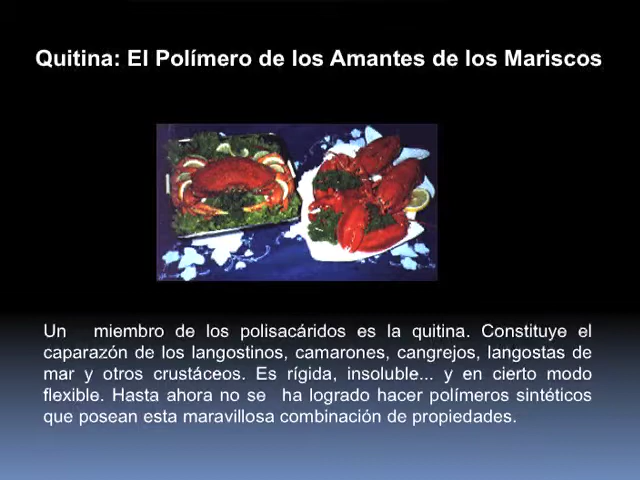 Quitina: El Polímero de los Amantes de los Mariscos
Un miembro de los polisacáridos es la quitina. Constituye el
caparazón de los langostinos, camarones, cangrejos, langostas de
mar y otros crustáceos. Es rígida, insoluble... y en cierto modo
flexible. Hasta ahora no se ha logrado hacer polímeros sintéticos
que posean esta maravillosa combinación de propiedades.